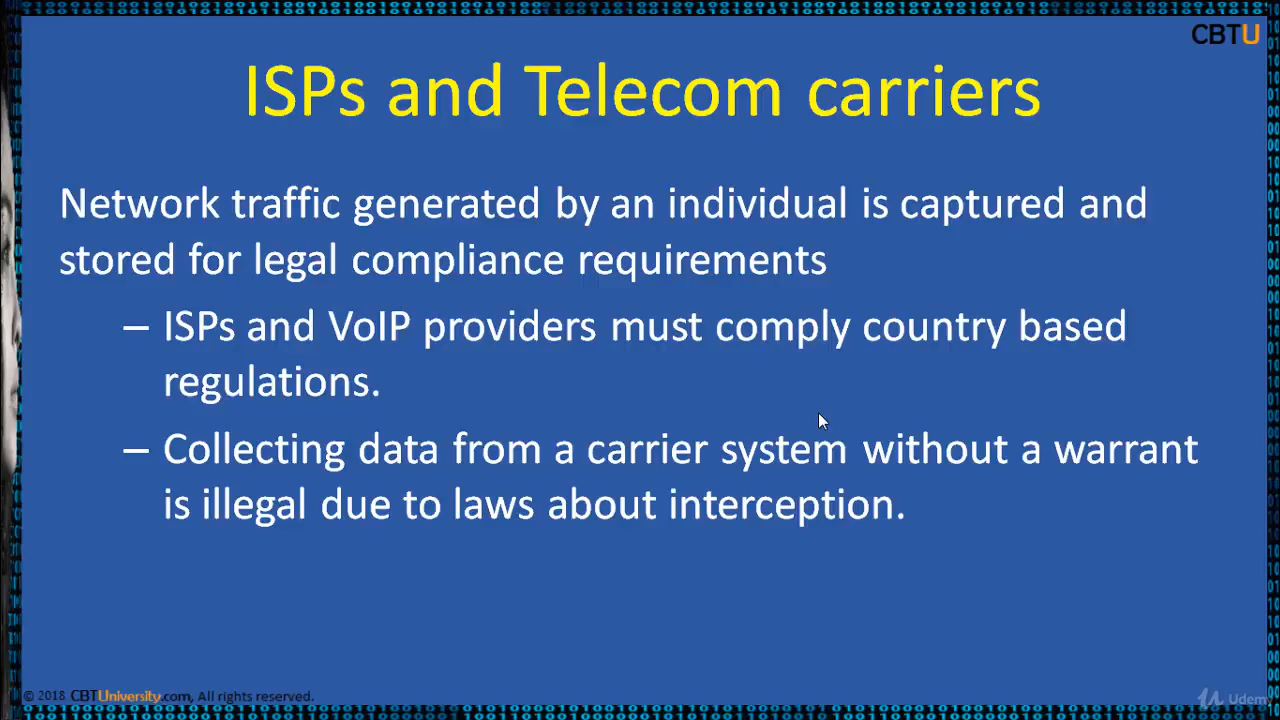 CBTU
ISPs and Telecom carriers
Network traffic generated by an individual is captured and
stored for legal compliance requirements
– ISPs and VoIP providers must comply country based
regulations.
– Collecting data from a carrier system without a warrant
is illegal due to laws about interception.
© 2018 CBTUniversity.com, All rights reserved.
Udemy